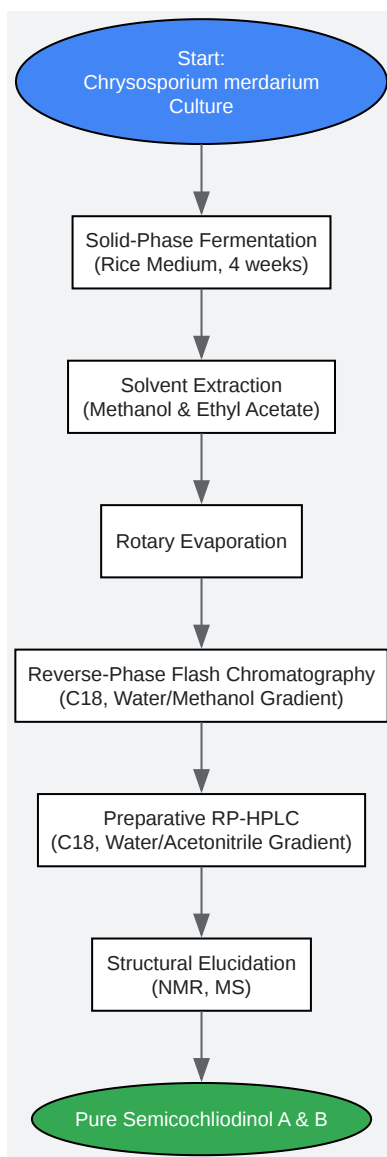 Start:
Chrysosporium merdarium
Culture
Solid-Phase Fermentation
(Rice Medium, 4 weeks)
Solvent Extraction
(Methanol & Ethyl Acetate)
Rotary Evaporation
Reverse-Phase Flash Chromatography
(C18, Water/Methanol Gradient)
Preparative RP-HPLC
(C18, Water/Acetonitrile Gradient)
Structural Elucidation
(NMR, MS)
Pure Semicochliodinol A & B